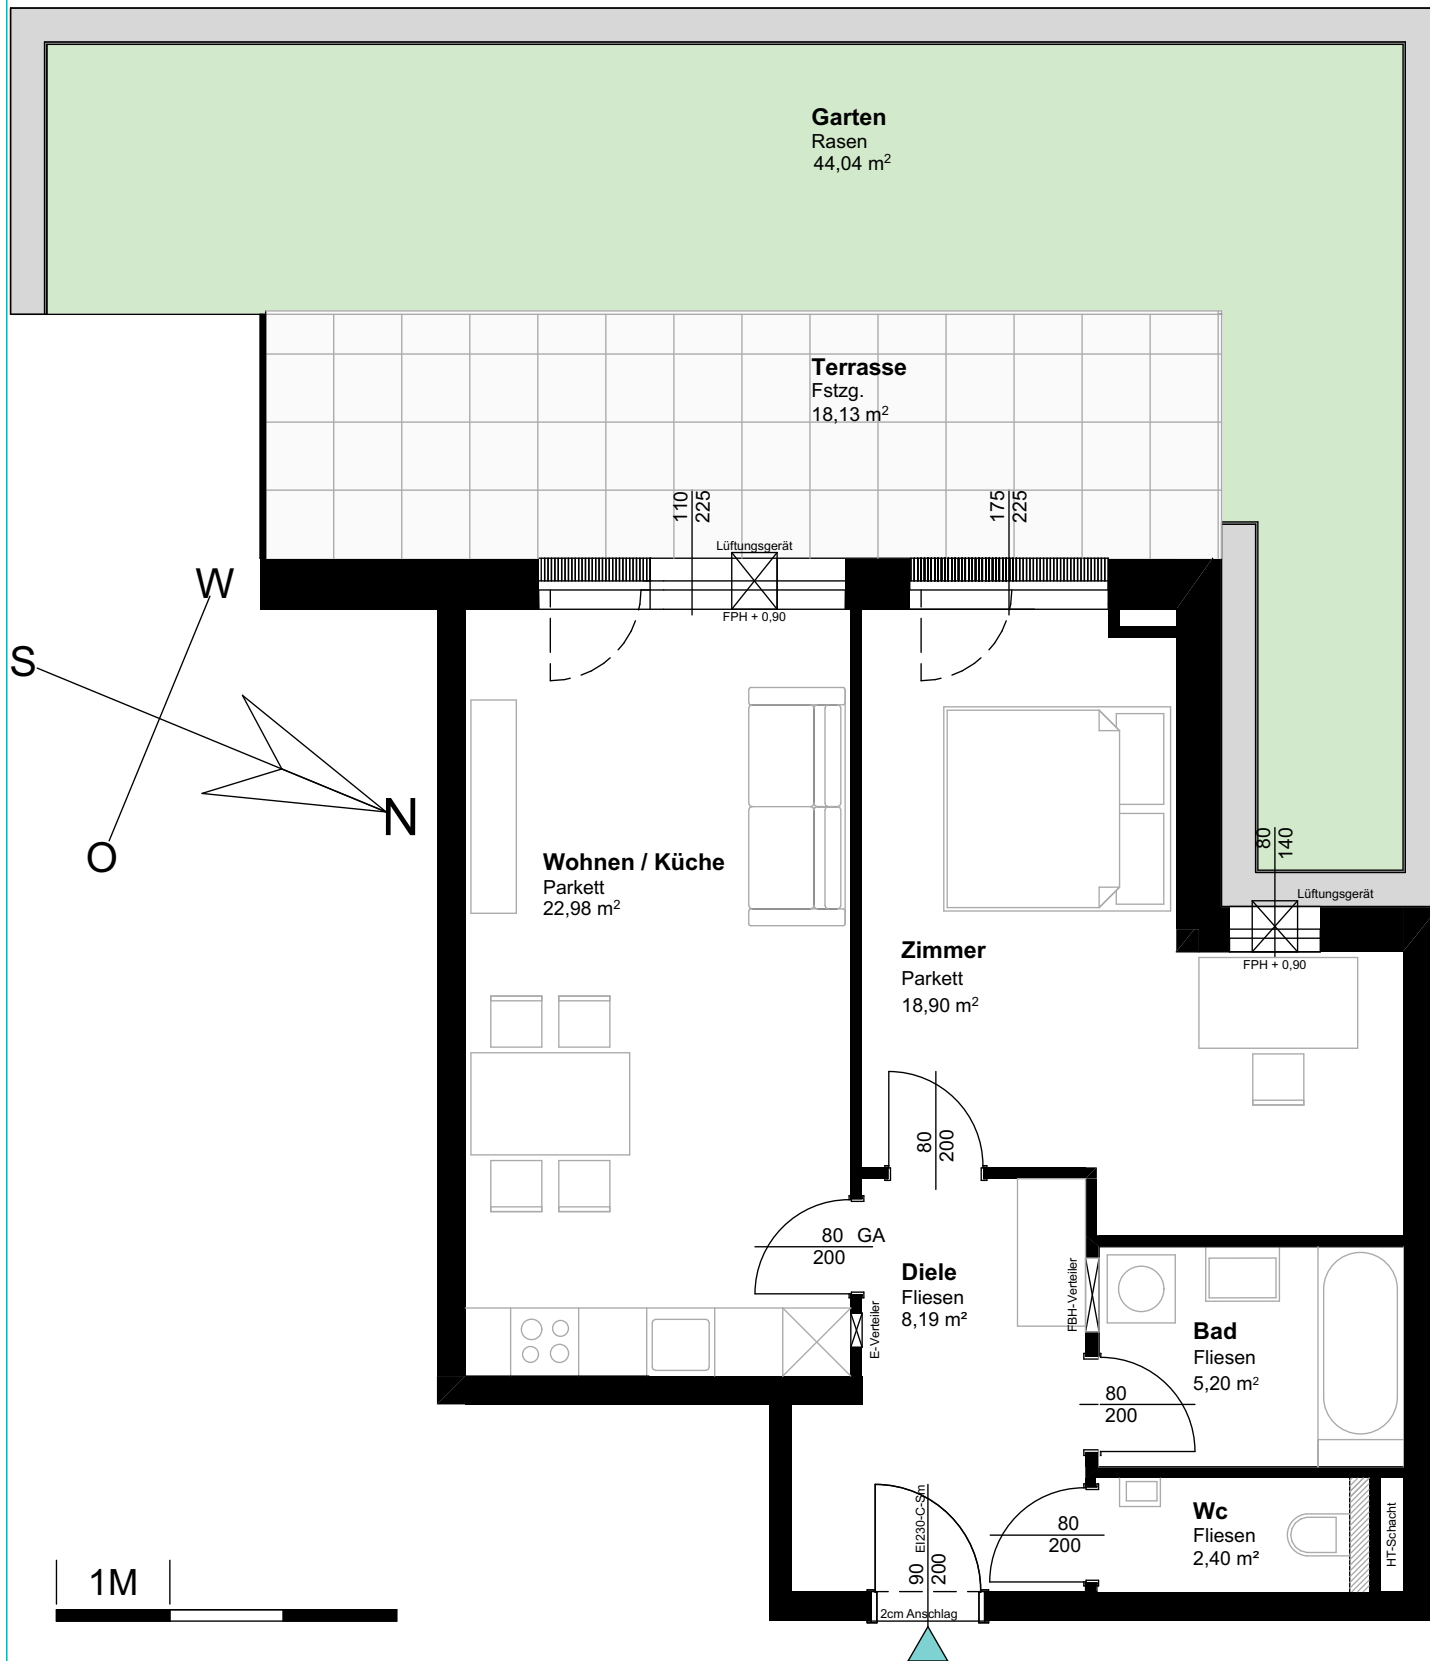 Garten
Rasen
44,04 m²
Terrasse
Fstzg.
18,13 m²
110
225
175
225
Lüftungsgerät
FPH + 0,90
W
S
N
O
80
140
Lüftungsgerät
FPH + 0,90
Wohnen / Küche
Parkett
22,98 m²
Zimmer
Parkett
18,90 m²
80
200
80 GA
200
Diele
Fliesen
8,19 m²
E-Verteiler
FBH-Verteiler
Bad
Fliesen
5,20 m²
80
200
Wc
Fliesen
2,40 m²
80
200
HT-Schacht
EI230-C-Sm
90
200
2cm Anschlag
1M